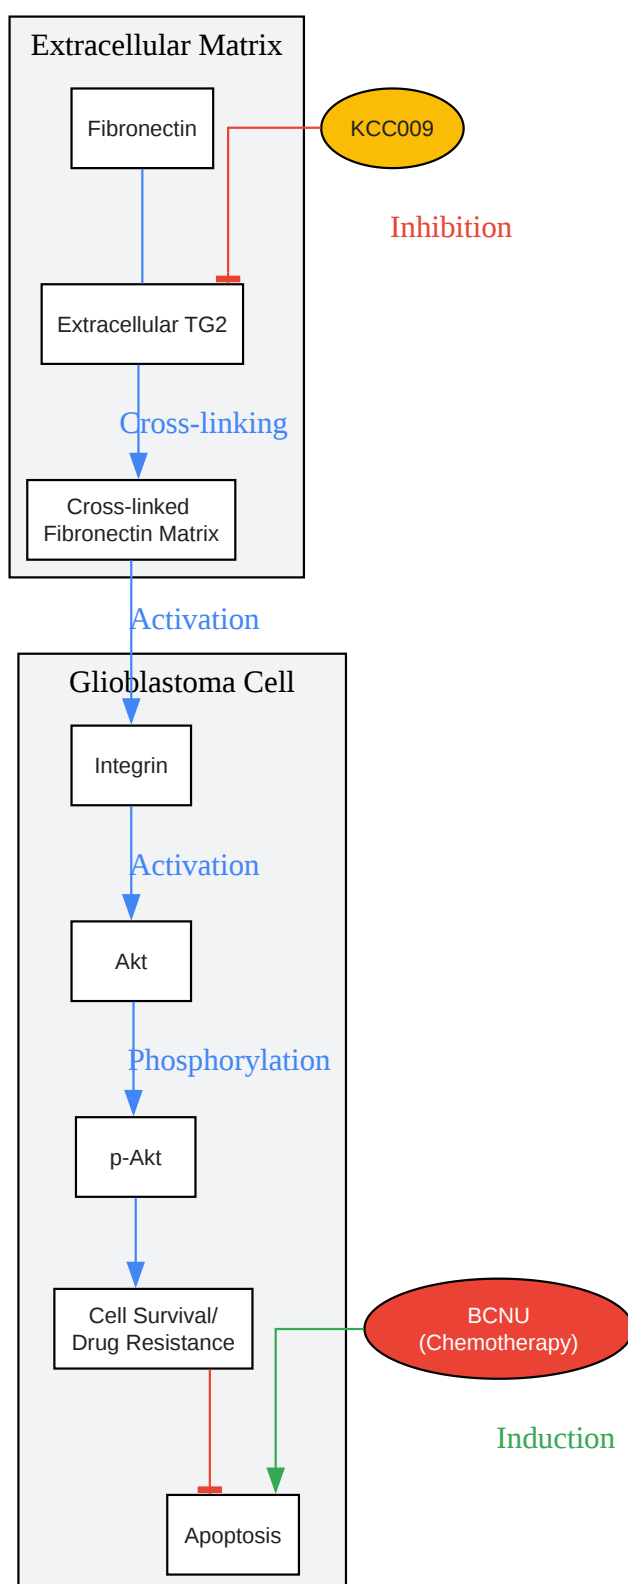 Extracellular Matrix
Fibronectin
KCC009
Inhibition
Extracellular TG2
Cross-linking
Cross-linked
Fibronectin Matrix
Activation
Glioblastoma Cell
Integrin
Activation
Akt
Phosphorylation
p-Akt
Cell Survival/
Drug Resistance
BCNU
(Chemotherapy)
Induction
Apoptosis